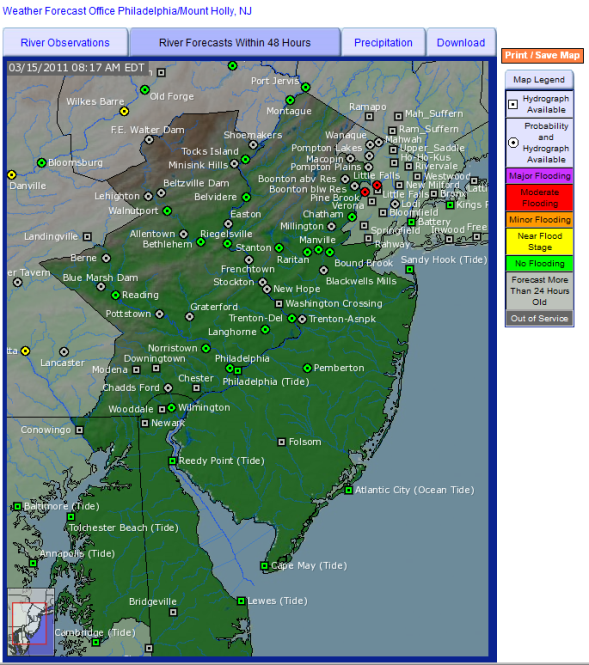 Weather Forecast Office Philadelphia/Mount Holly, NJ
River Observations
River Forecasts Within 48 Hours
Precipitation
Download
Print / Save Map
03/15/2011 08:17 AM EDT
Port Jervis
Old Forge
Wilkes Barre
Montague
Ramapo
Mah_Suffern
F.E. Walter Dam
Shoemakers
Wanaque
Ram_Suffern
Mahwah
Tocks Island
Pompton Lakes
Upper_Saddle
Bloomsburg
Minisink Hills
Macopin
Ho-Ho-Kus
Pompton Plains
Rivervale
Danville
Beltzville Dam
Boonton abv Res
Little Falls
Westwood
Lehighton
Belvidere
Boonton blw Res
New Milford
Pine Brook
Little Falls
Bronx
Walnutport
Verona
Lodi
Kings
Easton
Chatham
Bloomfield
Allentown
Riegelsville
Millington
Battery
Landingville
Bethlehem
Springfield
Inwood
Free
Stanton
Manville
Rahway
Berne
Raritan
Bound Brook
Sandy Hook (Tide)
er Tavern
Blue Marsh Dam
Frenchtown
Blackwells Mill
Stockton
New Hope
Reading
Washington Crossing
Pottstown
Graterford
Trenton-Del
Trenton-Asnpk
Langhorne
Norristown
Lancaster
Downingtown
Philadelphia
Modena
Pemberton
Chester
Philadelphia (Tide)
Chadds Ford
Wooddale
Wilmington
Conowingo
Newark
Folsom
Reedy Point (Tide)
Atlantic City (Ocean Tide)
Baltimore (Tide)
Tolchester Beach (Tide)
Annapolis (Tide)
Cape May (Tide)
Bridgeville
Lewes (Tide)
Cambridge (Tide)
Map Legend
Hydrograph
Available
Probability
and
Hydrograph
Available
Major Flooding
Moderate
Flooding
Minor Flooding
Near Flood
Stage
No Flooding
Forecast More
Than 24 Hours
Old
Out of Service